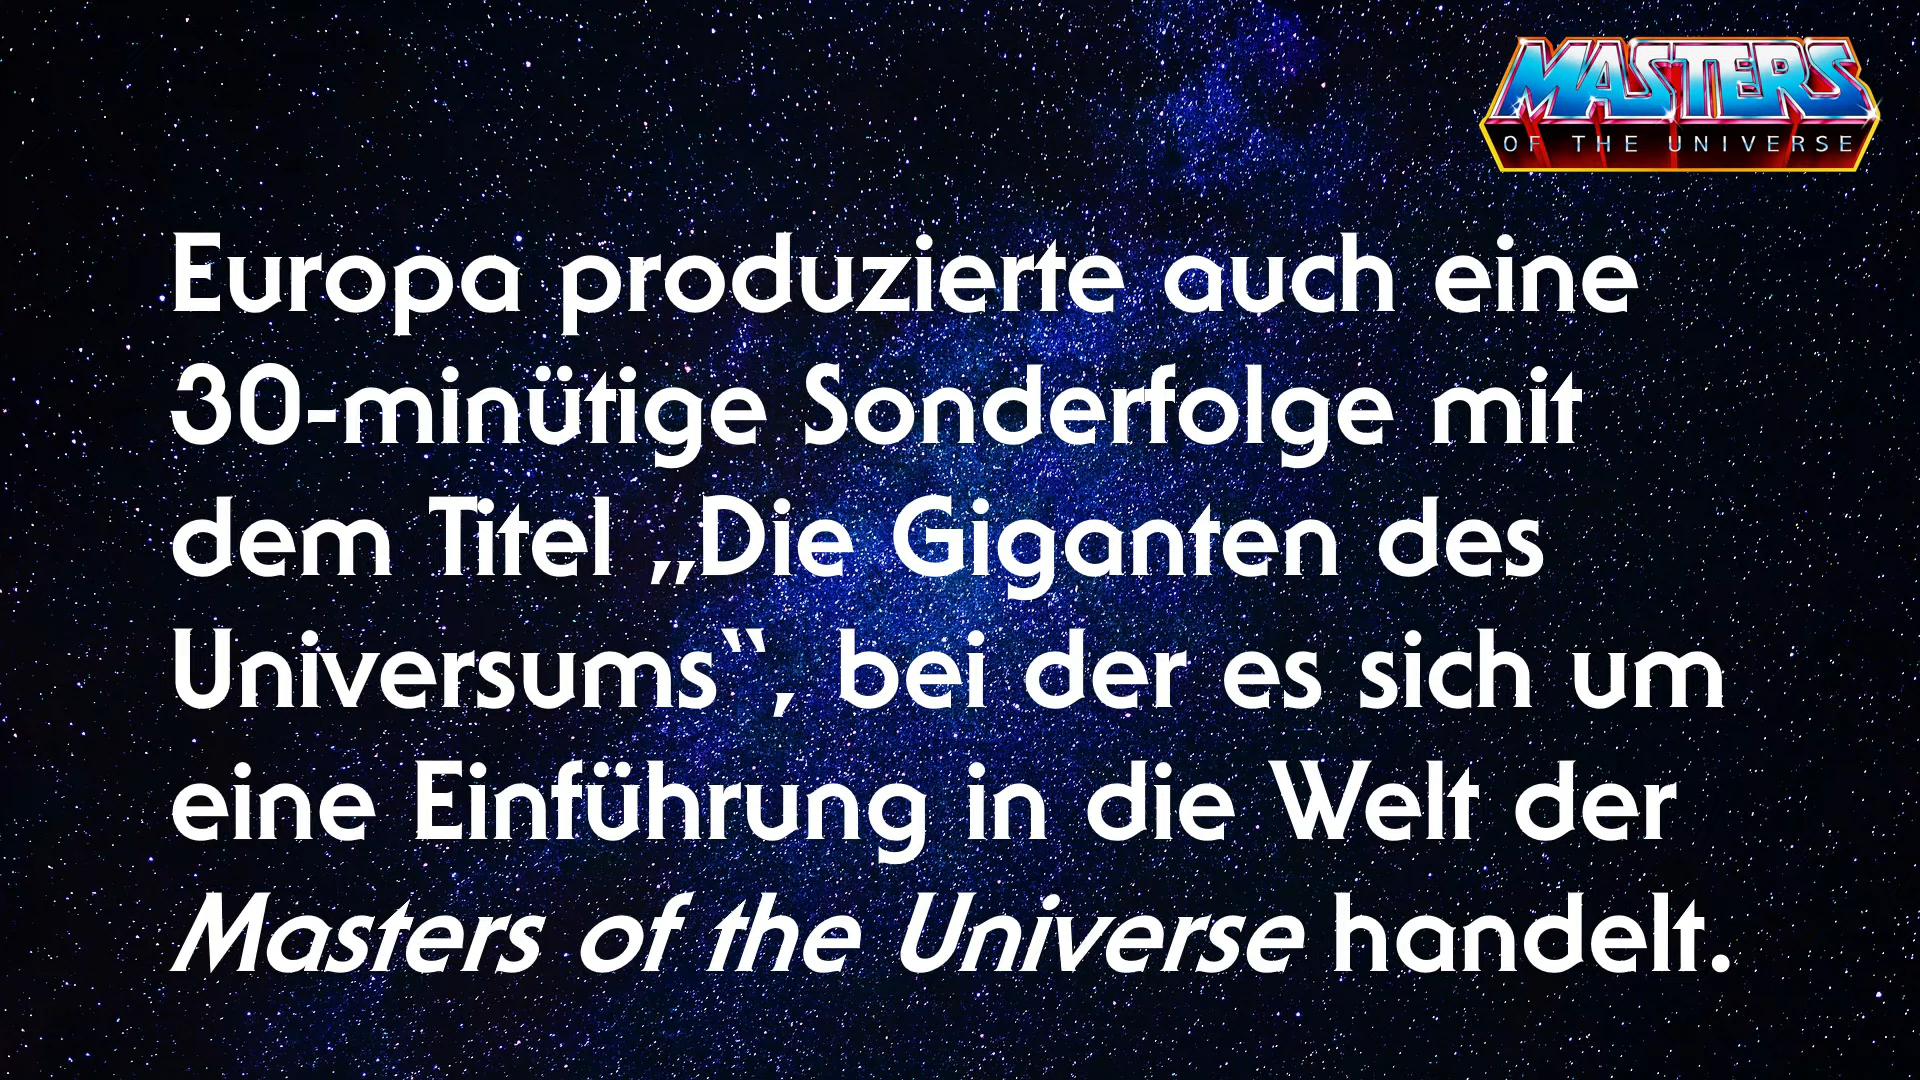 MASTERS
OF THE UNIVERSE
Europa produzierte auch eine
30-minütige Sonderfolge mit
dem Titel „Die Giganten des
Universums“, bei der es sich um
eine Einführung in die Welt der
Masters of the Universe handelt.